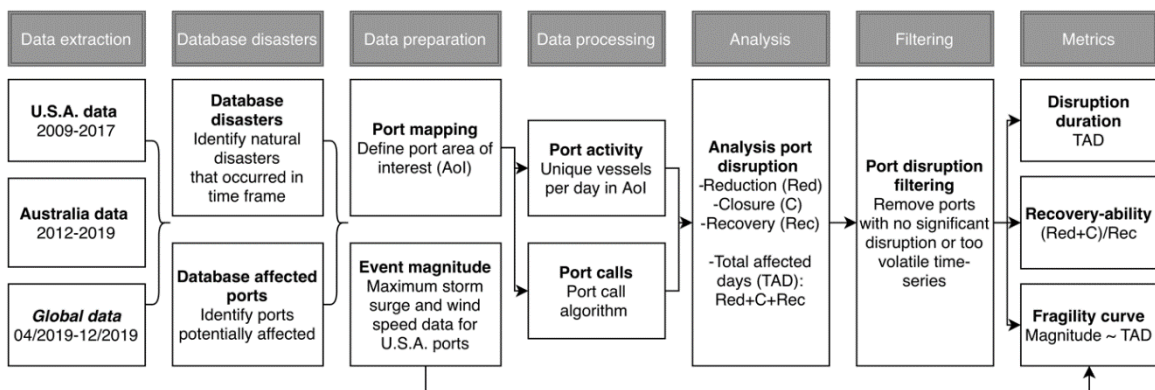 Data extraction
Database disasters
Data preparation
Data processing
Analysis
Filtering
Metrics
U.S.A. data
2009-2017
Australia data
2012-2019
Global data
04/2019-12/2019
Database
disasters
Identify natural
disasters
that occurred in
time frame
Database affected
ports
Identify ports
potentially affected
Port mapping
Define port area of
interest (AoI)
Event magnitude
Maximum storm
surge and wind
speed data for
U.S.A. ports
Port activity
Unique vessels
per day in AoI
Port calls
Port call
algorithm
Analysis port
disruption
-Reduction (Red)
-Closure (C)
-Recovery (Rec)
-Total affected
days (TAD):
Red+C+Rec
Port disruption
filtering
Remove ports
with no significant
disruption or too
volatile time-
series
Disruption
duration
TAD
Recovery-ability
(Red+C)/Rec
Fragility curve
Magnitude ~ TAD